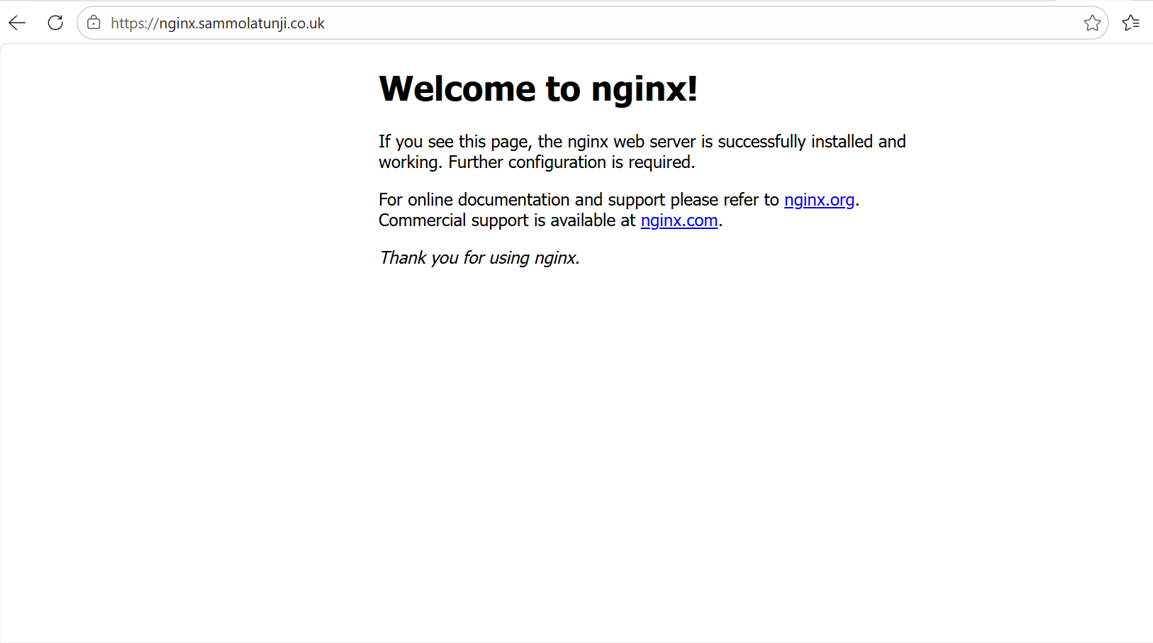 https://nginx.sammolatunji.co.uk
Welcome to nginx!
If you see this page, the nginx web server is successfully installed and
working. Further configuration is required.
For online documentation and support please refer to nginx.org.
Commercial support is available at nginx.com.
Thank you for using nginx.